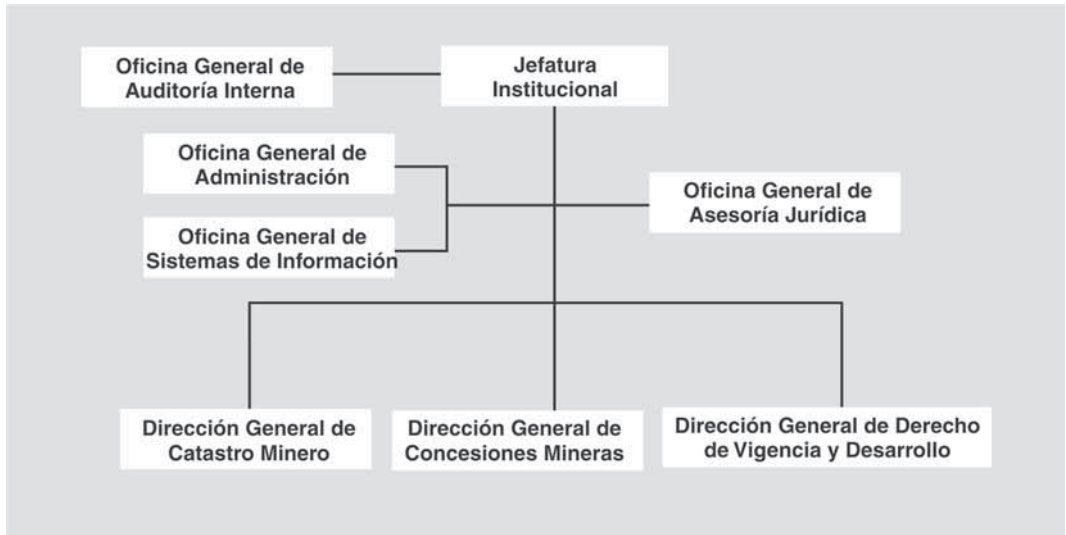 Oficina General de
Auditoría Interna
Jefatura
Institucional
Oficina General de
Administración
Oficina General de
Asesoría Jurídica
Oficina General de
Sistemas de Información
Dirección General de
Catastro Minero
Dirección General de
Concesiones Mineras
Dirección General de Derecho
de Vigencia y Desarrollo